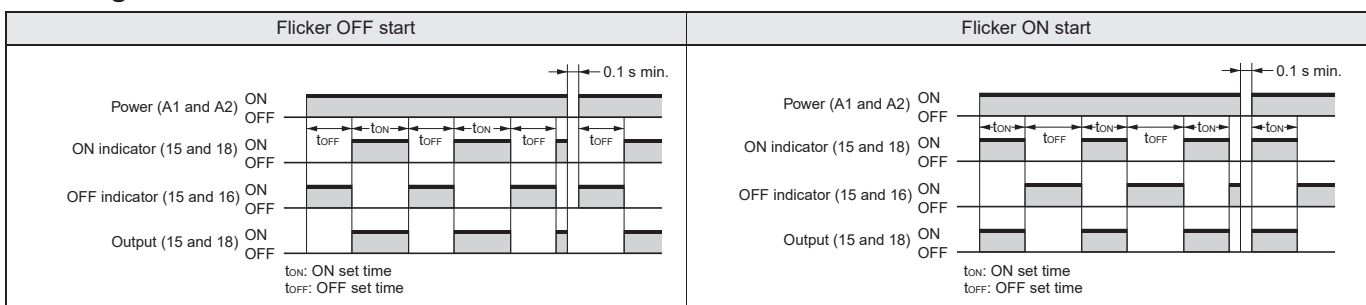 Flicker OFF start
0.1 s min.
Power (A1 and A2) ON
OFF
tOFF tON tOFF tON tOFF tOFF
ON indicator (15 and 18) ON
OFF
OFF indicator (15 and 16) ON
OFF
Output (15 and 18) ON
OFF
tON: ON set time
tOFF: OFF set time
Flicker ON start
0.1 s min.
Power (A1 and A2) ON
OFF
tON tOFF tON tOFF tON tON
ON indicator (15 and 18) ON
OFF
OFF indicator (15 and 16) ON
OFF
Output (15 and 18) ON
OFF
tON: ON set time
tOFF: OFF set time